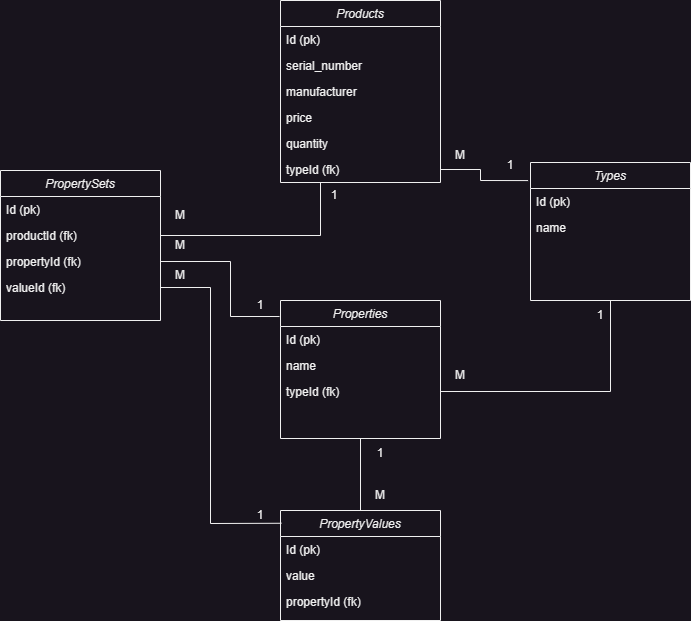 Products
Id (pk)
serial_number
manufacturer
price
quantity
typeId (fk)
M
1
1
Types
Id (pk)
name
1
PropertySets
Id (pk)
productId (fk)
propertyId (fk)
valueId (fk)
M
M
M
1
Properties
Id (pk)
name
typeId (fk)
M
1
M
1
PropertyValues
Id (pk)
value
propertyId (fk)